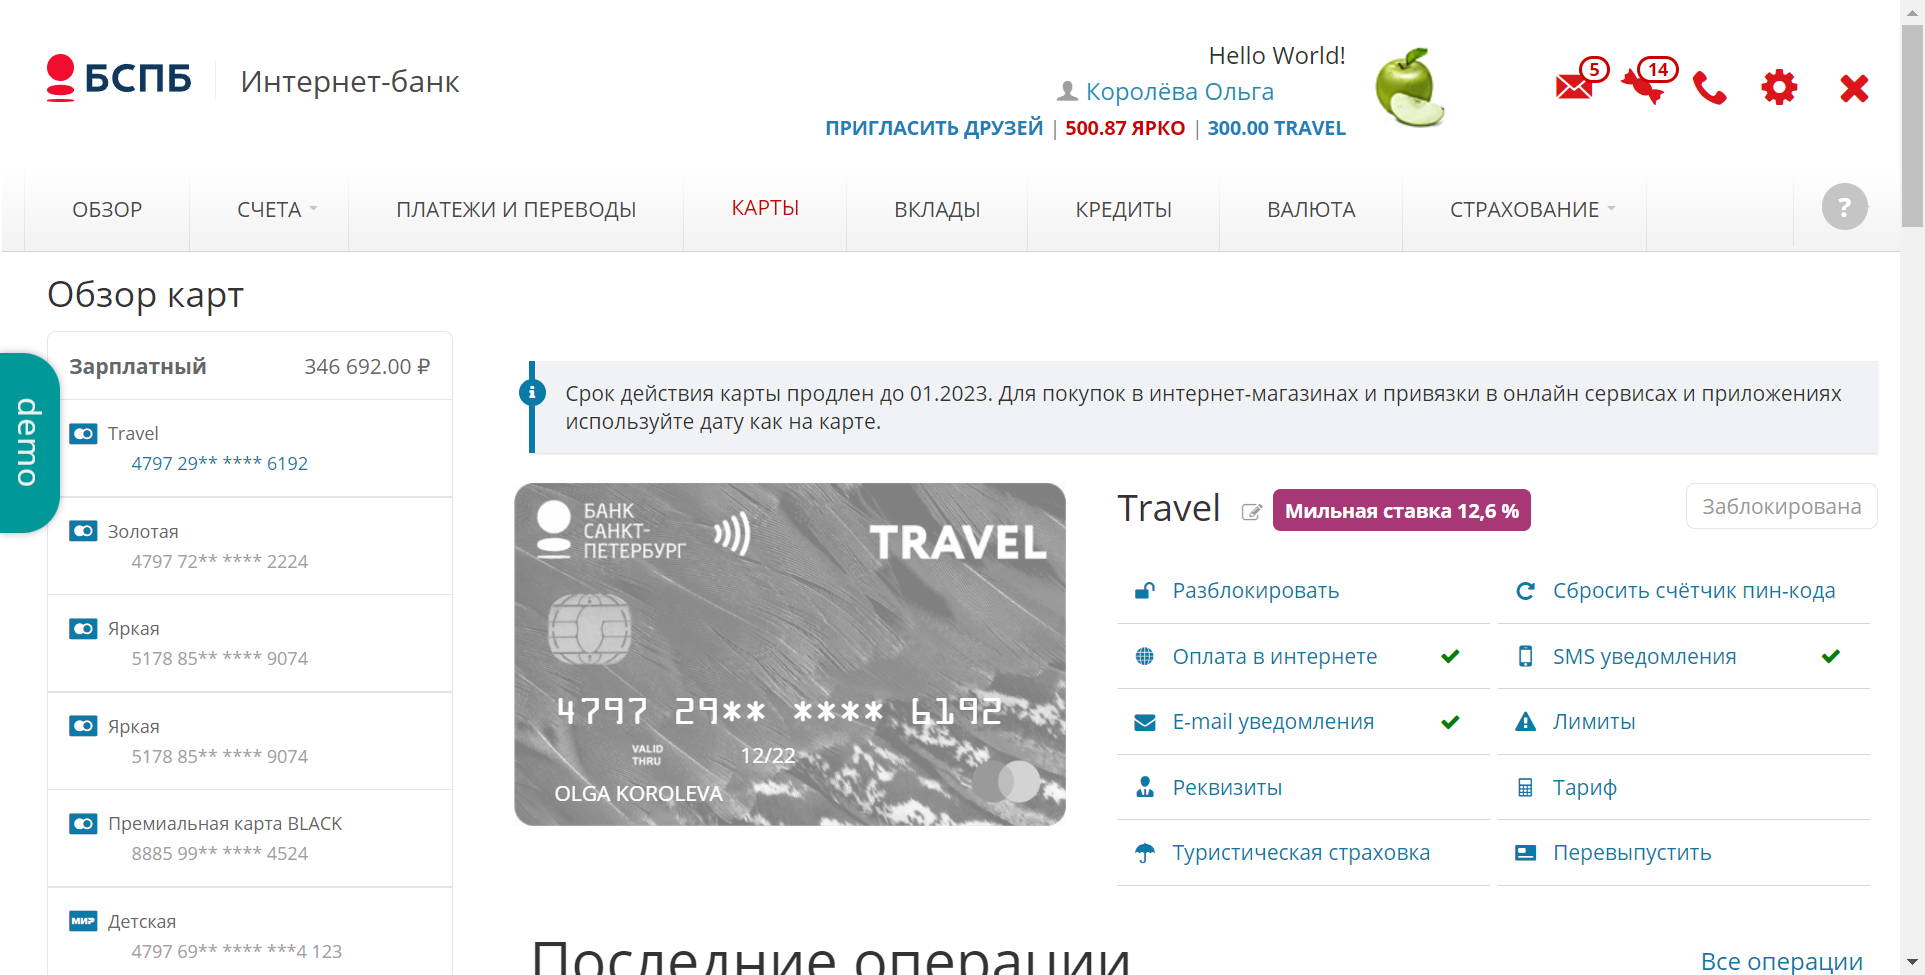 БСПБ
Интернет-банк
Hello World!
Королёва Ольга
ПРИГЛАСИТЬ ДРУЗЕЙ | 500.87 ЯРКО | 300.00 TRAVEL
5
14
ОБЗОР
СЧЕТА
ПЛАТЕЖИ И ПЕРЕВОДЫ
КАРТЫ
ВКЛАДЫ
КРЕДИТЫ
ВАЛЮТА
СТРАХОВАНИЕ
?
Обзор карт
demo
Зарплатный 346 692.00 ₽
Travel
4797 29** **** 6192
Золотая
4797 72** **** 2224
Яркая
5178 85** **** 9074
Яркая
5178 85** **** 9074
Премиальная карта BLACK
8885 99** **** 4524
МИР
Детская
4797 69** **** ***4 123
i
Срок действия карты продлен до 01.2023. Для покупок в интернет-магазинах и привязки в онлайн сервисах и приложениях
используйте дату как на карте.
БАНК
САНКТ-
ПЕТЕРБУРГ
TRAVEL
4797 29** **** 6192
VALID
THRU
12/22
OLGA KOROLEVA
Travel
Мильная ставка 12,6 %
Заблокирована
Разблокировать
Сбросить счётчик пин-кода
Оплата в интернете
SMS уведомления
E-mail уведомления
Лимиты
Реквизиты
Тариф
Туристическая страховка
Перевыпустить
Последние операции
Все операции